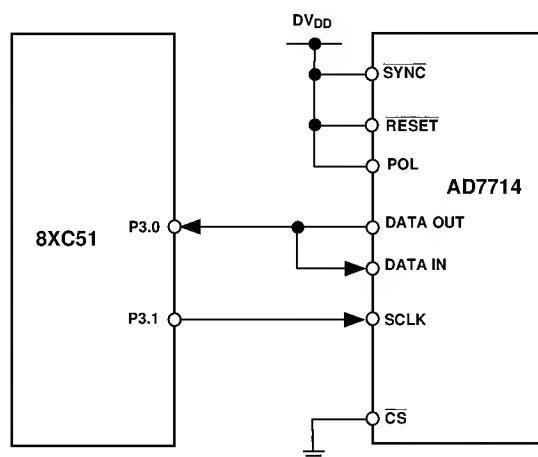 DVDD
SYNC
RESET
POL
AD7714
8XC51
P3.0
DATA OUT
DATA IN
P3.1
SCLK
CS